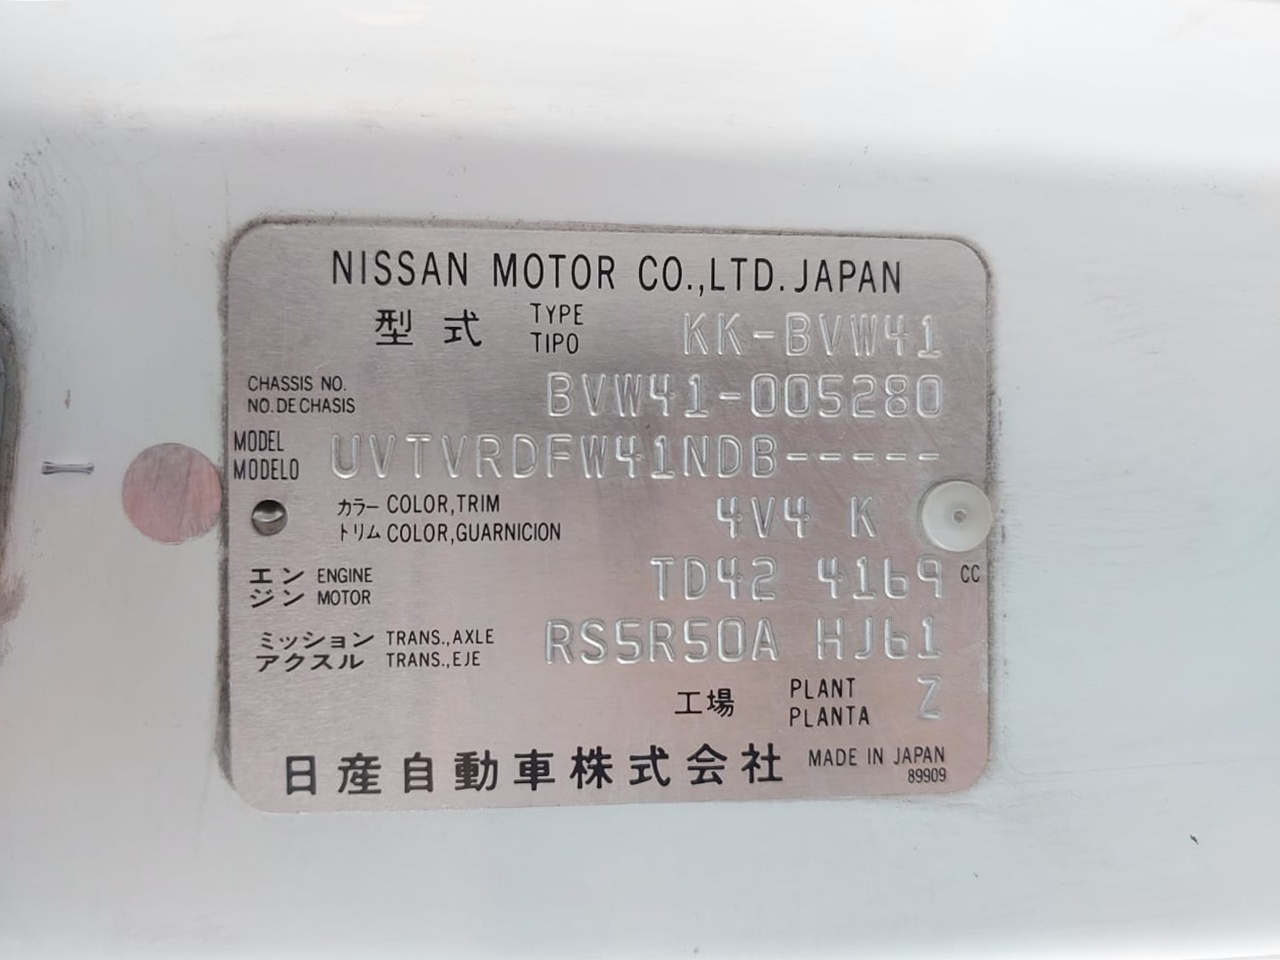 NISSAN MOTOR CO.,LTD. JAPAN
型式 TYPE TIPO KK-BVW41
CHASSIS NO. NO. DE CHASIS BVW41-005280
MODEL MODELO UVTVRDFW41NDB-----
カラー COLOR,TRIM トリム COLOR,GUARNICION 4V4 K
エンジン ENGINE MOTOR TD42 4169 CC
ミッション TRANS.,AXLE アクスル TRANS.,EJE RS5R50A HJ61
工場 PLANT PLANTA Z
日産自動車株式会社 MADE IN JAPAN
89909